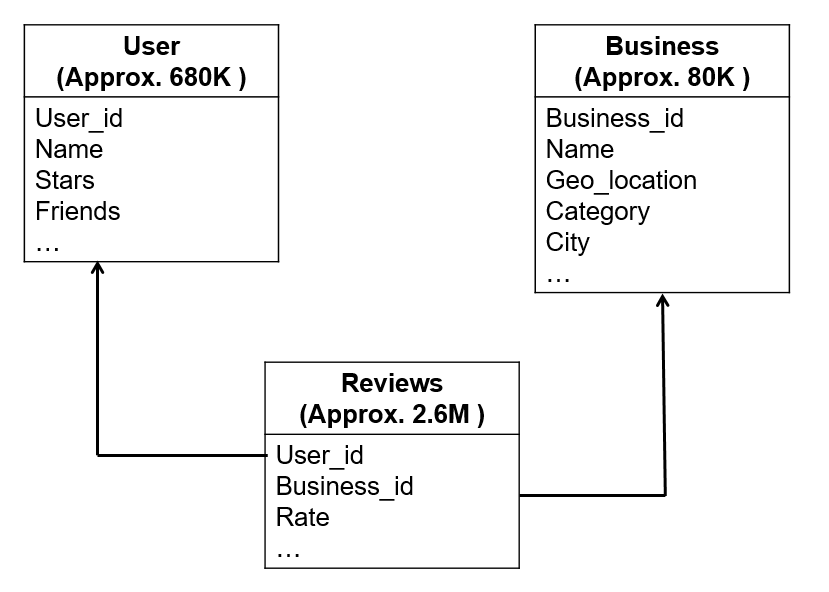 User
(Approx. 680K )
User_id
Name
Stars
Friends
…
Business
(Approx. 80K )
Business_id
Name
Geo_location
Category
City
…
Reviews
(Approx. 2.6M )
User_id
Business_id
Rate
…